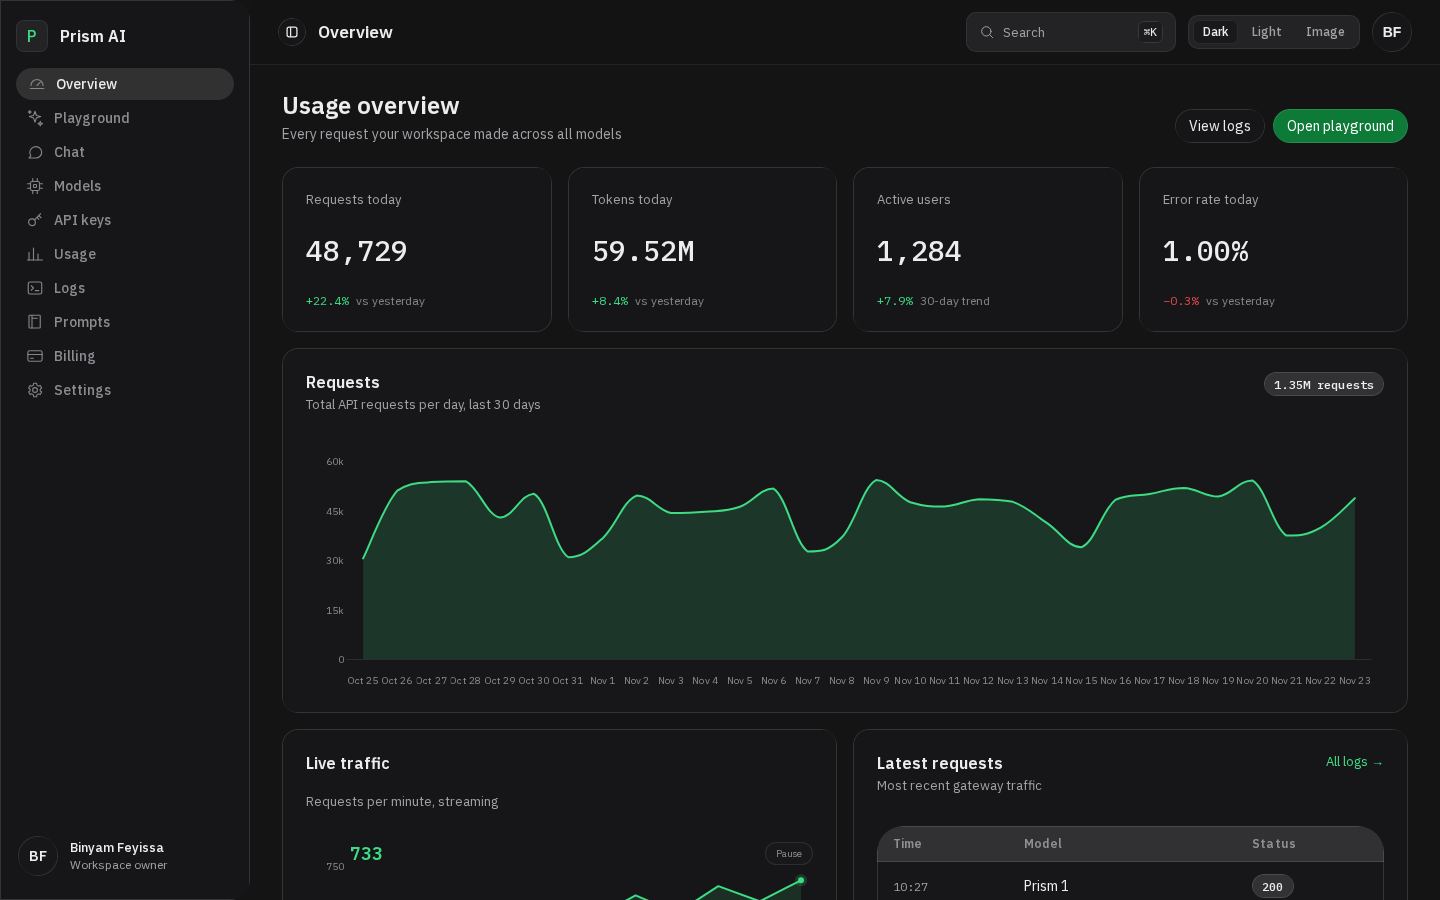 P Prism AI
Overview
Playground
Chat
Models
API keys
Usage
Logs
Prompts
Billing
Settings
BF
Binyam Feyissa
Workspace owner
Overview
Search ⌘K
Dark Light Image
BF
Usage overview
Every request your workspace made across all models
View logs
Open playground
Requests today
48,729
+22.4% vs yesterday
Tokens today
59.52M
+8.4% vs yesterday
Active users
1,284
+7.9% 30-day trend
Error rate today
1.00%
−0.3% vs yesterday
Requests
Total API requests per day, last 30 days
1.35M requests
60k
45k
30k
15k
0
Oct 25 Oct 26 Oct 27 Oct 28 Oct 29 Oct 30 Oct 31 Nov 1 Nov 2 Nov 3 Nov 4 Nov 5 Nov 6 Nov 7 Nov 8 Nov 9 Nov 10 Nov 11 Nov 12 Nov 13 Nov 14 Nov 15 Nov 16 Nov 17 Nov 18 Nov 19 Nov 20 Nov 21 Nov 22 Nov 23
Live traffic
Requests per minute, streaming
733
Pause
750
Latest requests
Most recent gateway traffic
All logs →
Time Model Status
10:27 Prism 1 200